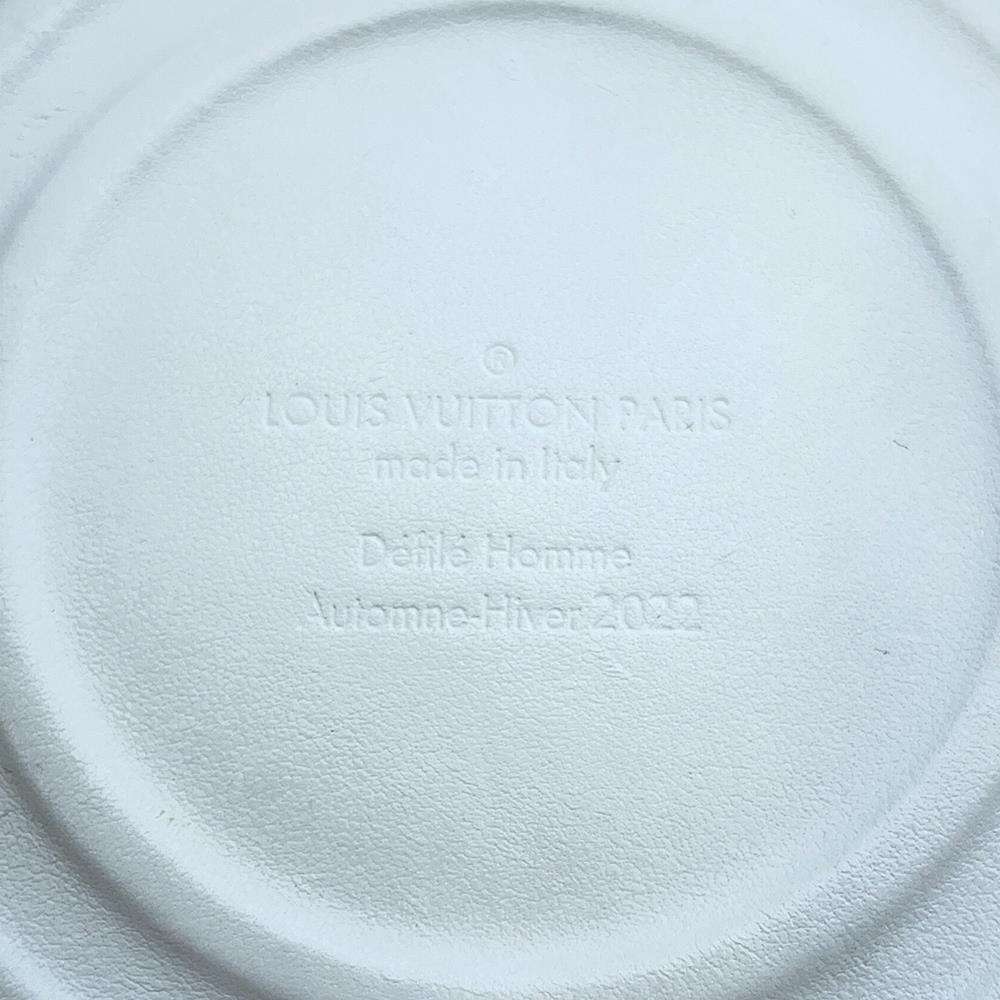 ©
LOUIS VUITTON PARIS
made in Italy
Défilé Homme
Automne-Hiver 2022